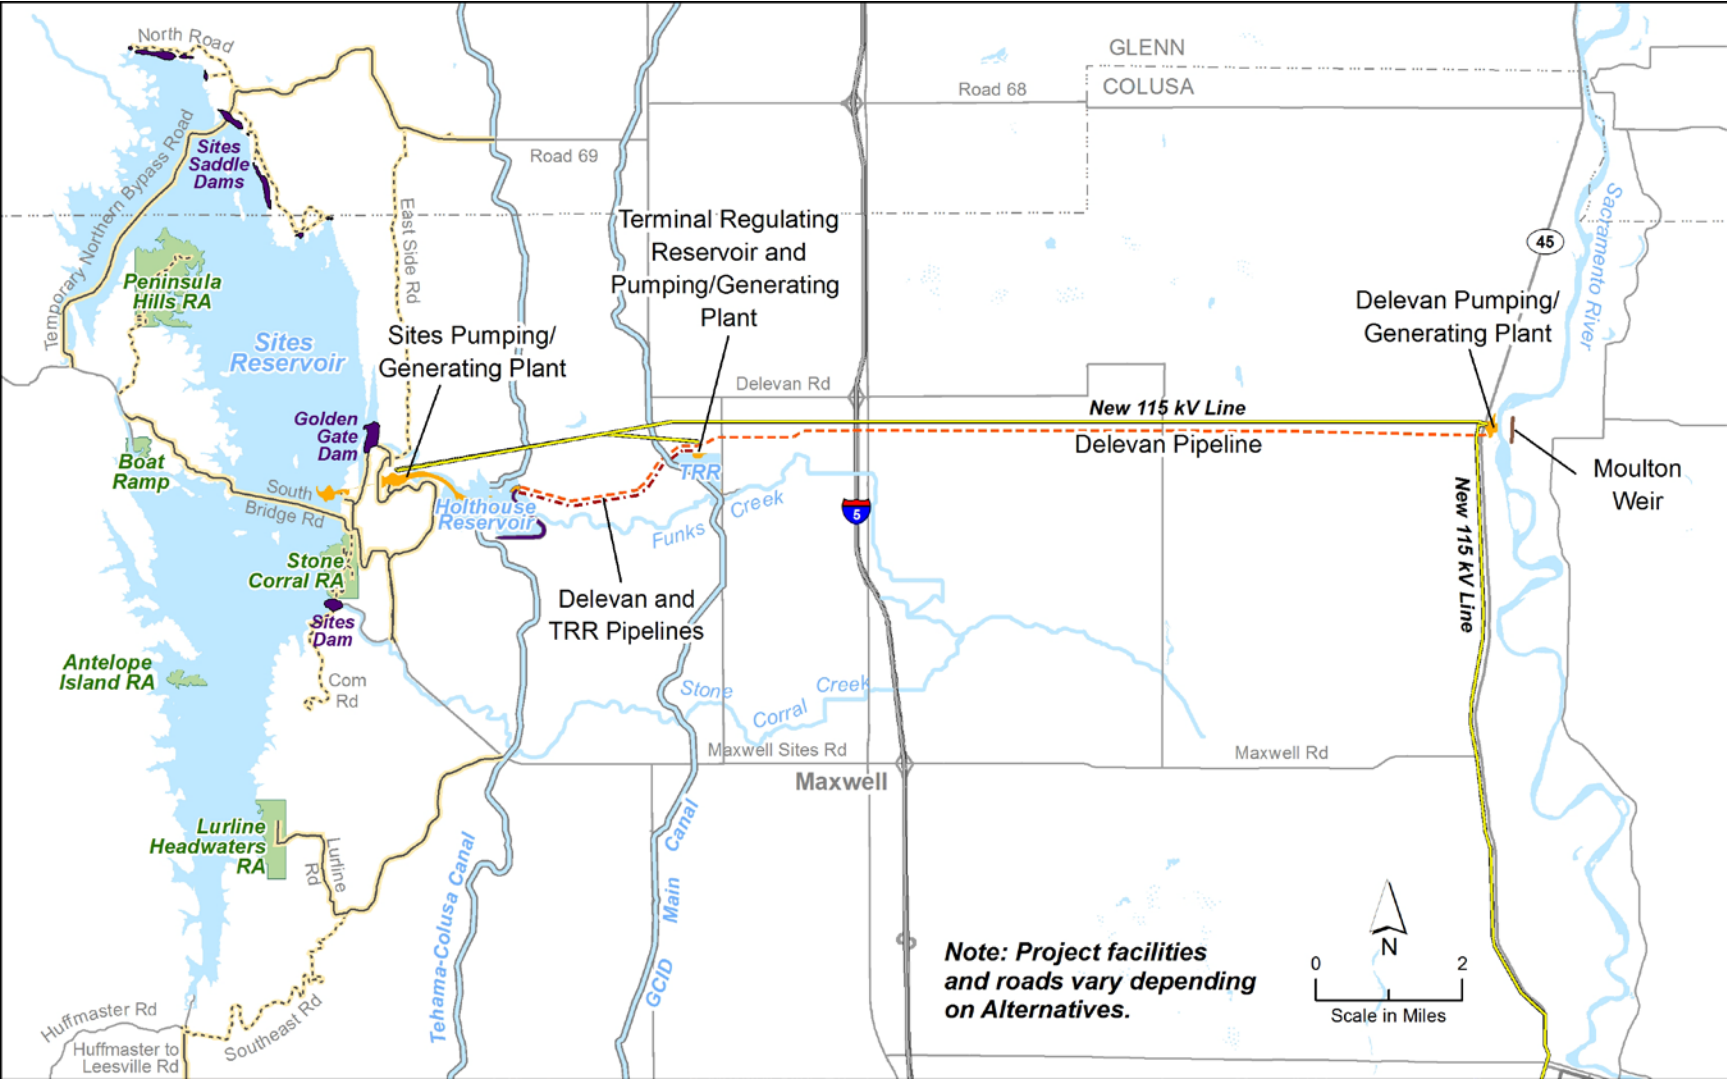 North Road
GLENN
COLUSA
Road 68
Road 69
Sites
Saddle
Dams
Temporary Northern Bypass Road
East Side Rd
Terminal Regulating
Reservoir and
Pumping/Generating
Plant
45
Sacramento River
Peninsula
Hills RA
Sites
Reservoir
Sites Pumping/
Generating Plant
Delevan Pumping/
Generating Plant
Delevan Rd
New 115 kV Line
Delevan Pipeline
Golden
Gate
Dam
Boat
Ramp
South
Bridge Rd
Holthouse
Reservoir
TRR
Funks
Creek
5
Moulton
Weir
New 115 kV Line
Stone
Corral RA
Delevan and
TRR Pipelines
Sites
Dam
Antelope
Island RA
Com
Rd
Stone
Corral
Creek
Maxwell Sites Rd
Maxwell Rd
Maxwell
Lurline
Headwaters
RA
Lurline
Rd
Tehama-Colusa Canal
GCID Main Canal
Note: Project facilities
and roads vary depending
on Alternatives.
N
0 2
Scale in Miles
Huffmaster Rd
Southeast Rd
Huffmaster to
Leesville Rd